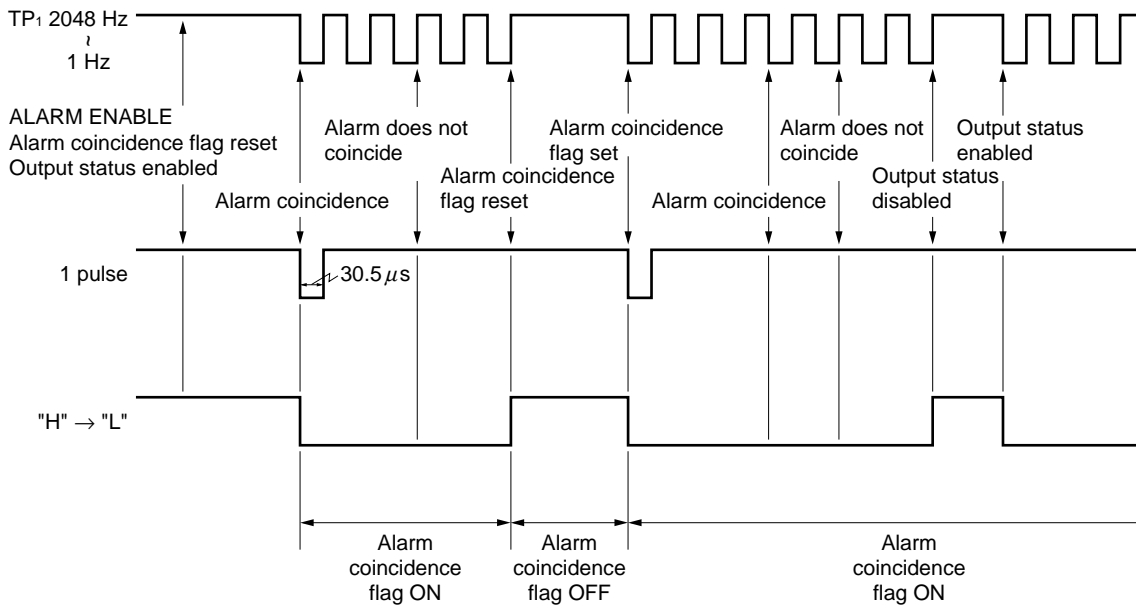 TP₁ 2048 Hz
~
1 Hz
ALARM ENABLE
Alarm coincidence flag reset
Output status enabled
Alarm coincidence
Alarm does not
coincide
Alarm coincidence
flag reset
Alarm coincidence
flag set
Alarm coincidence
Alarm does not
coincide
Output status
disabled
Output status
enabled
1 pulse
30.5 μs
"H" → "L"
Alarm
coincidence
flag ON
Alarm
coincidence
flag OFF
Alarm
coincidence
flag ON